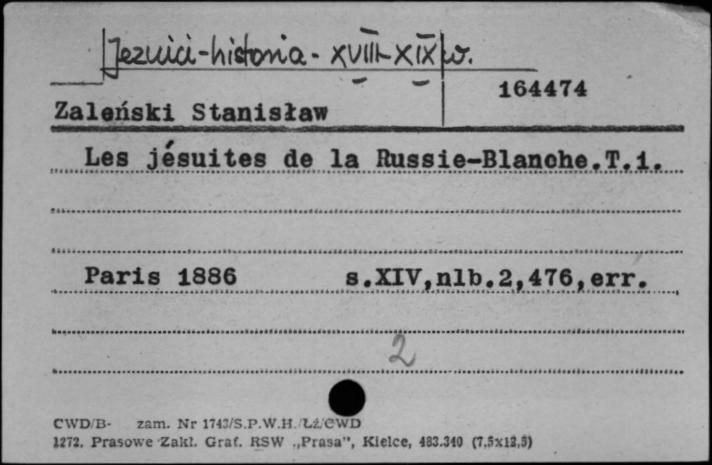 Jezuici-historia-XVIII-XIX w.
164474
Zaleński Stanisław
Les jésuites de la Russie-Blanche.T.1.
Paris 1886 s.XIV,nlb.2,476,err.
2
CWD/B- zam. Nr 1743/S.P.W.H./Łż/CWD
1272. Prasowe Zakł. Graf. RSW „Prasa", Kielce, 483.340 (7,5x12,5)